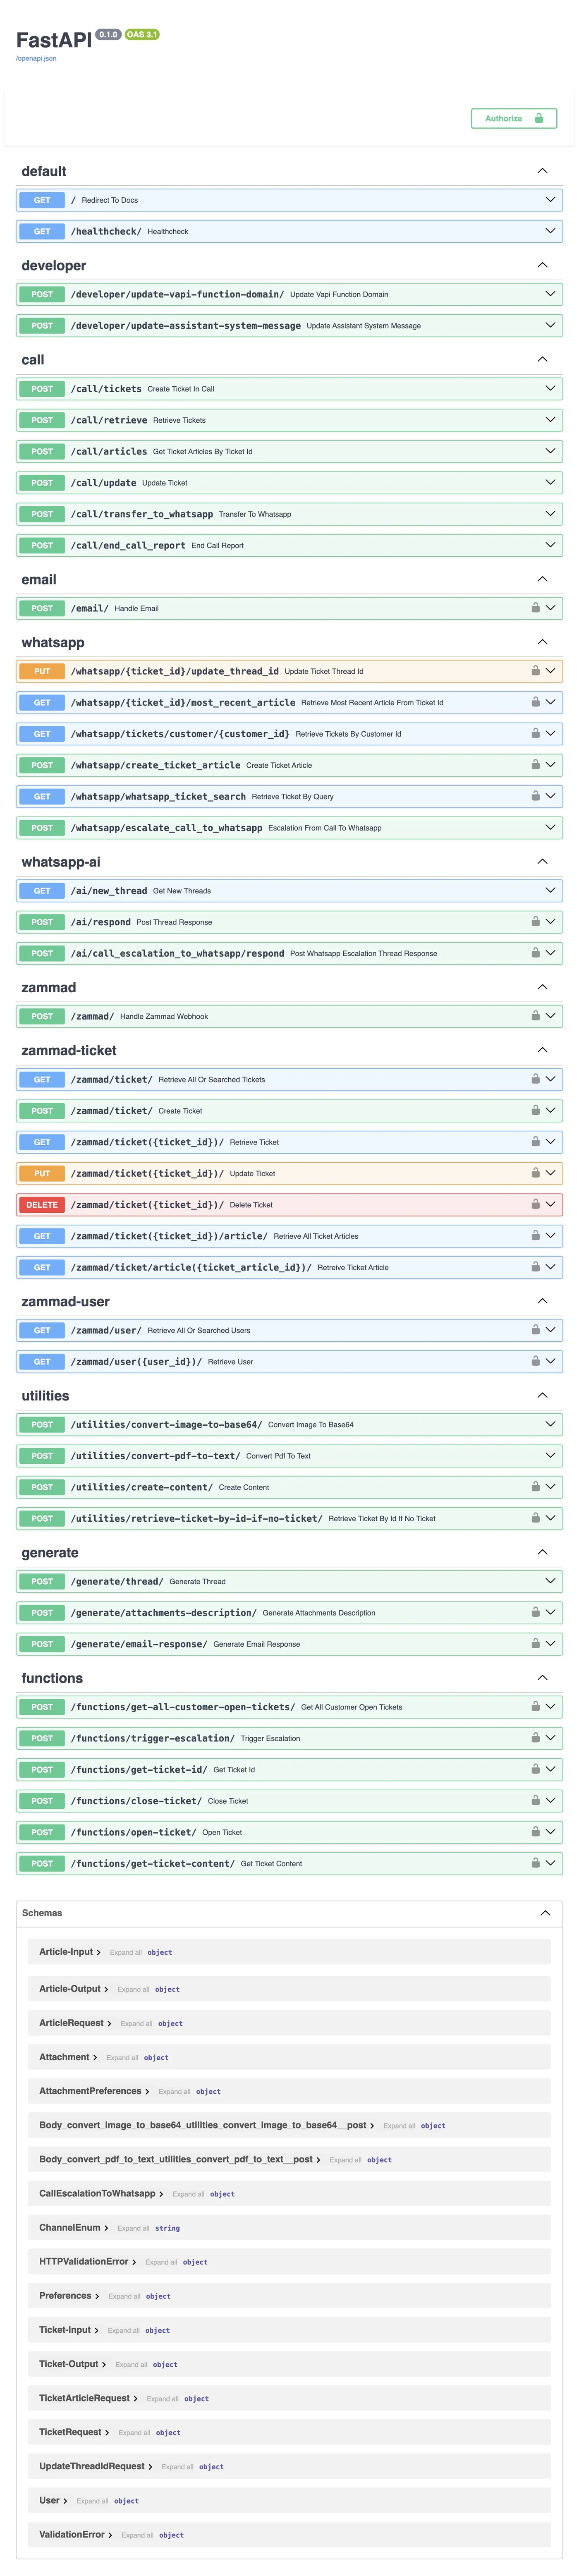 FastAPI 0.1.0 OAS 3.1
/openapi.json
Authorize
default
GET / Redirect To Docs
GET /healthcheck/ Healthcheck
developer
POST /developer/update-vapi-function-domain/ Update Vapi Function Domain
POST /developer/update-assistant-system-message Update Assistant System Message
call
POST /call/tickets Create Ticket In Call
POST /call/retrieve Retrieve Tickets
POST /call/articles Get Ticket Articles By Ticket Id
POST /call/update Update Ticket
POST /call/transfer_to_whatsapp Transfer To Whatsapp
POST /call/end_call_report End Call Report
email
POST /email/ Handle Email
whatsapp
PUT /whatsapp/{ticket_id}/update_thread_id Update Ticket Thread Id
GET /whatsapp/{ticket_id}/most_recent_article Retrieve Most Recent Article From Ticket Id
GET /whatsapp/tickets/customer/{customer_id} Retrieve Tickets By Customer Id
POST /whatsapp/create_ticket_article Create Ticket Article
GET /whatsapp/whatsapp_ticket_search Retrieve Ticket By Query
POST /whatsapp/escalate_call_to_whatsapp Escalation From Call To Whatsapp
whatsapp-ai
GET /ai/new_thread Get New Threads
POST /ai/respond Post Thread Response
POST /ai/call_escalation_to_whatsapp/respond Post Whatsapp Escalation Thread Response
zammad
POST /zammad/ Handle Zammad Webhook
zammad-ticket
GET /zammad/ticket/ Retrieve All Or Searched Tickets
POST /zammad/ticket/ Create Ticket
GET /zammad/ticket({ticket_id})/ Retrieve Ticket
PUT /zammad/ticket({ticket_id})/ Update Ticket
DELETE /zammad/ticket({ticket_id})/ Delete Ticket
GET /zammad/ticket({ticket_id})/article/ Retrieve All Ticket Articles
GET /zammad/ticket/article({ticket_article_id})/ Retreive Ticket Article
zammad-user
GET /zammad/user/ Retrieve All Or Searched Users
GET /zammad/user({user_id})/ Retrieve User
utilities
POST /utilities/convert-image-to-base64/ Convert Image To Base64
POST /utilities/convert-pdf-to-text/ Convert Pdf To Text
POST /utilities/create-content/ Create Content
POST /utilities/retrieve-ticket-by-id-if-no-ticket/ Retrieve Ticket By Id If No Ticket
generate
POST /generate/thread/ Generate Thread
POST /generate/attachments-description/ Generate Attachments Description
POST /generate/email-response/ Generate Email Response
functions
POST /functions/get-all-customer-open-tickets/ Get All Customer Open Tickets
POST /functions/trigger-escalation/ Trigger Escalation
POST /functions/get-ticket-id/ Get Ticket Id
POST /functions/close-ticket/ Close Ticket
POST /functions/open-ticket/ Open Ticket
POST /functions/get-ticket-content/ Get Ticket Content
Schemas
Article-Input Expand all object
Article-Output Expand all object
ArticleRequest Expand all object
Attachment Expand all object
AttachmentPreferences Expand all object
Body_convert_image_to_base64_utilities_convert_image_to_base64__post Expand all object
Body_convert_pdf_to_text_utilities_convert_pdf_to_text__post Expand all object
CallEscalationToWhatsapp Expand all object
ChannelEnum Expand all string
HTTPValidationError Expand all object
Preferences Expand all object
Ticket-Input Expand all object
Ticket-Output Expand all object
TicketArticleRequest Expand all object
TicketRequest Expand all object
UpdateThreadIdRequest Expand all object
User Expand all object
ValidationError Expand all object